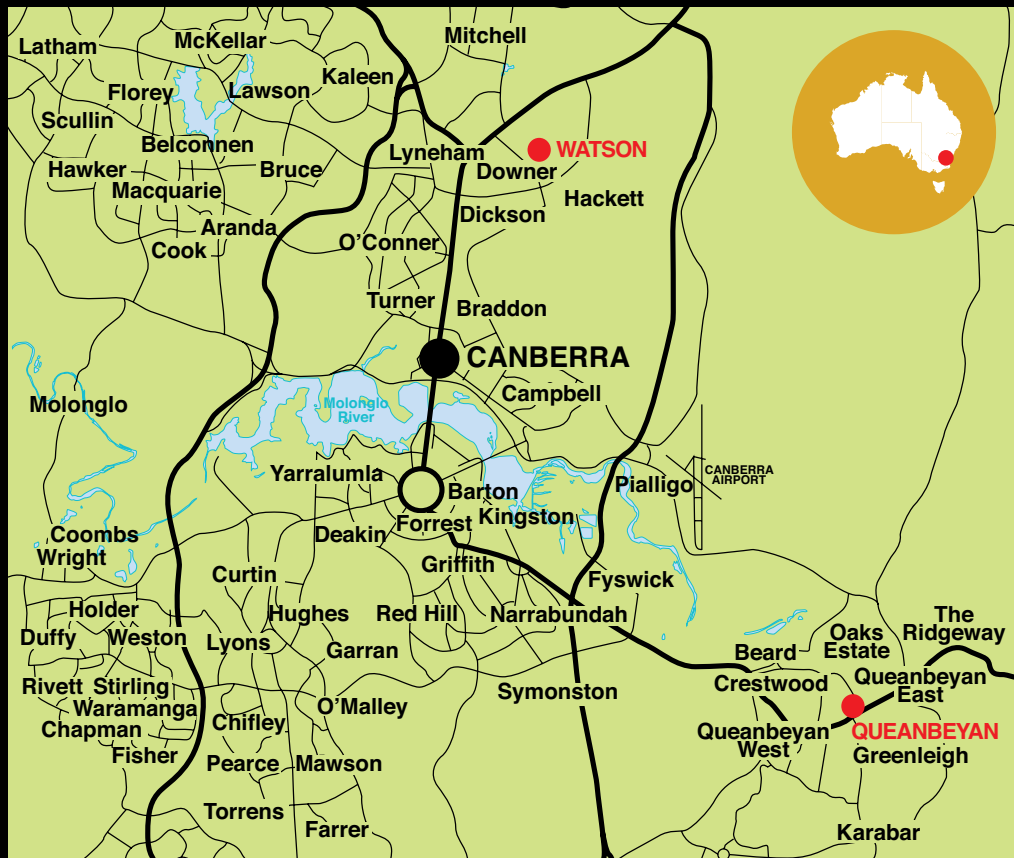 Latham
McKellar
Mitchell
Kaleen
Florey
Lawson
Scullin
Belconnen
Lyneham
WATSON
Hawker
Bruce
Downer
Macquarie
Hackett
Dickson
Aranda
O'Conner
Cook
Turner
Braddon
CANBERRA
Campbell
Molonglo
Molonglo
River
Yarralumla
CANBERRA
AIRPORT
Pialligo
Barton
Kingston
Forrest
Deakin
Coombs
Wright
Griffith
Curtin
Fyswick
Holder
Hughes
Red Hill
Narrabundah
The
Ridgeway
Duffy
Weston
Lyons
Garran
Oaks
Estate
Beard
Rivett
Stirling
Symonston
Crestwood
Queanbeyan
East
Waramanga
O'Malley
Chapman
Chifley
Queanbeyan
West
QUEANBEYAN
Fisher
Pearce
Mawson
Greenleigh
Torrens
Farrer
Karabar